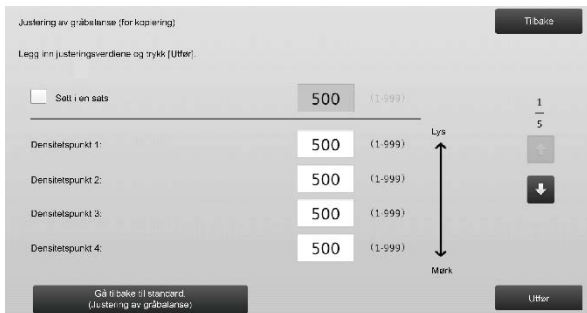 Justering av gråbalanse (for kopiering)
Tilbake
Legg inn justeringsverdiene og trykk [Utfør].
Sett i en sats
500
(1-999)
1
5
Lys
Densitetspunkt 1:
500
(1-999)
Densitetspunkt 2:
500
(1-999)
Densitetspunkt 3:
500
(1-999)
Densitetspunkt 4:
500
(1-999)
Mørk
Gå tilbake til standard.
(Justering av gråbalanse)
Utfør